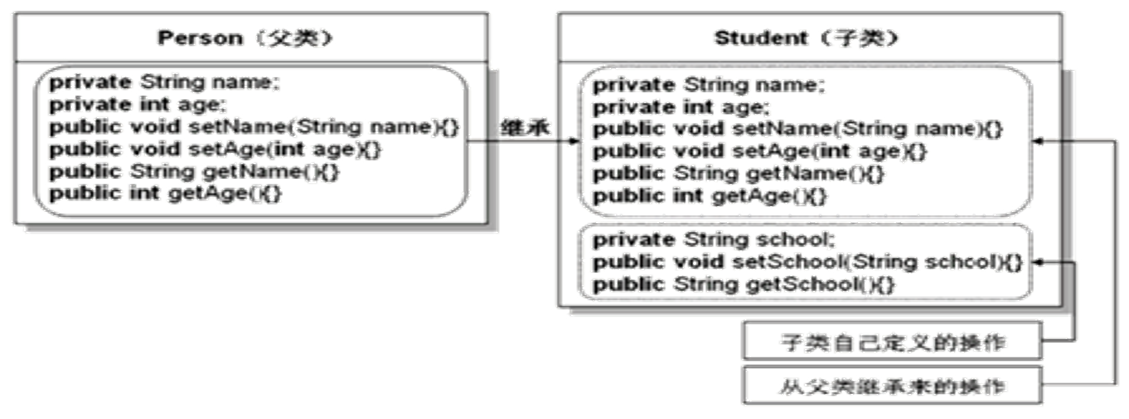 Person（父类）
private String name;
private int age;
public void setName(String name){}
public void setAge(int age){}
public String getName(){}
public int getAge(){}
继承
Student（子类）
private String name;
private int age;
public void setName(String name){}
public void setAge(int age){}
public String getName(){}
public int getAge(){}
private String school;
public void setSchool(String school){}
public String getSchool(){}
子类自己定义的操作
从父类继承来的操作